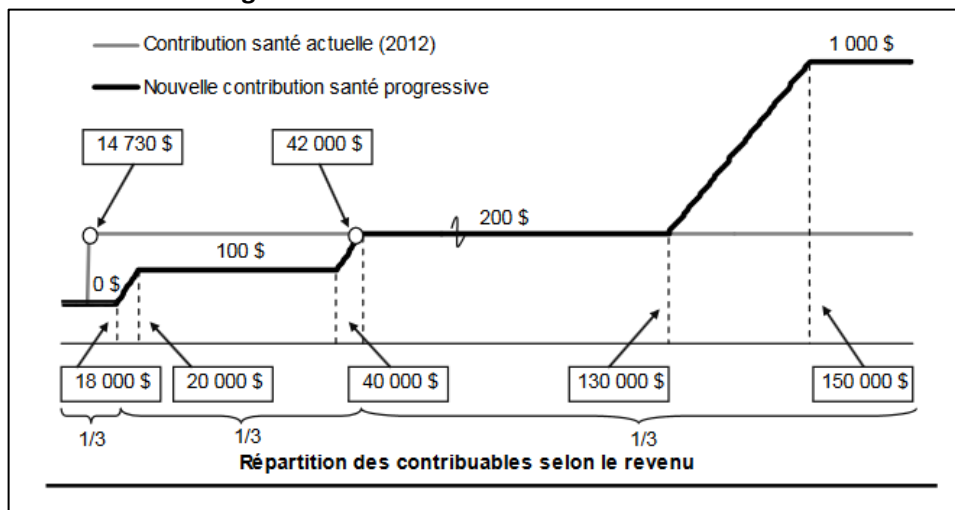 1 000 $
Contribution santé actuelle (2012)
Nouvelle contribution santé progressive
14 730 $
42 000 $
200 $
100 $
0 $
18 000 $
20 000 $
40 000 $
130 000 $
150 000 $
1/3
1/3
1/3
Répartition des contribuables selon le revenu